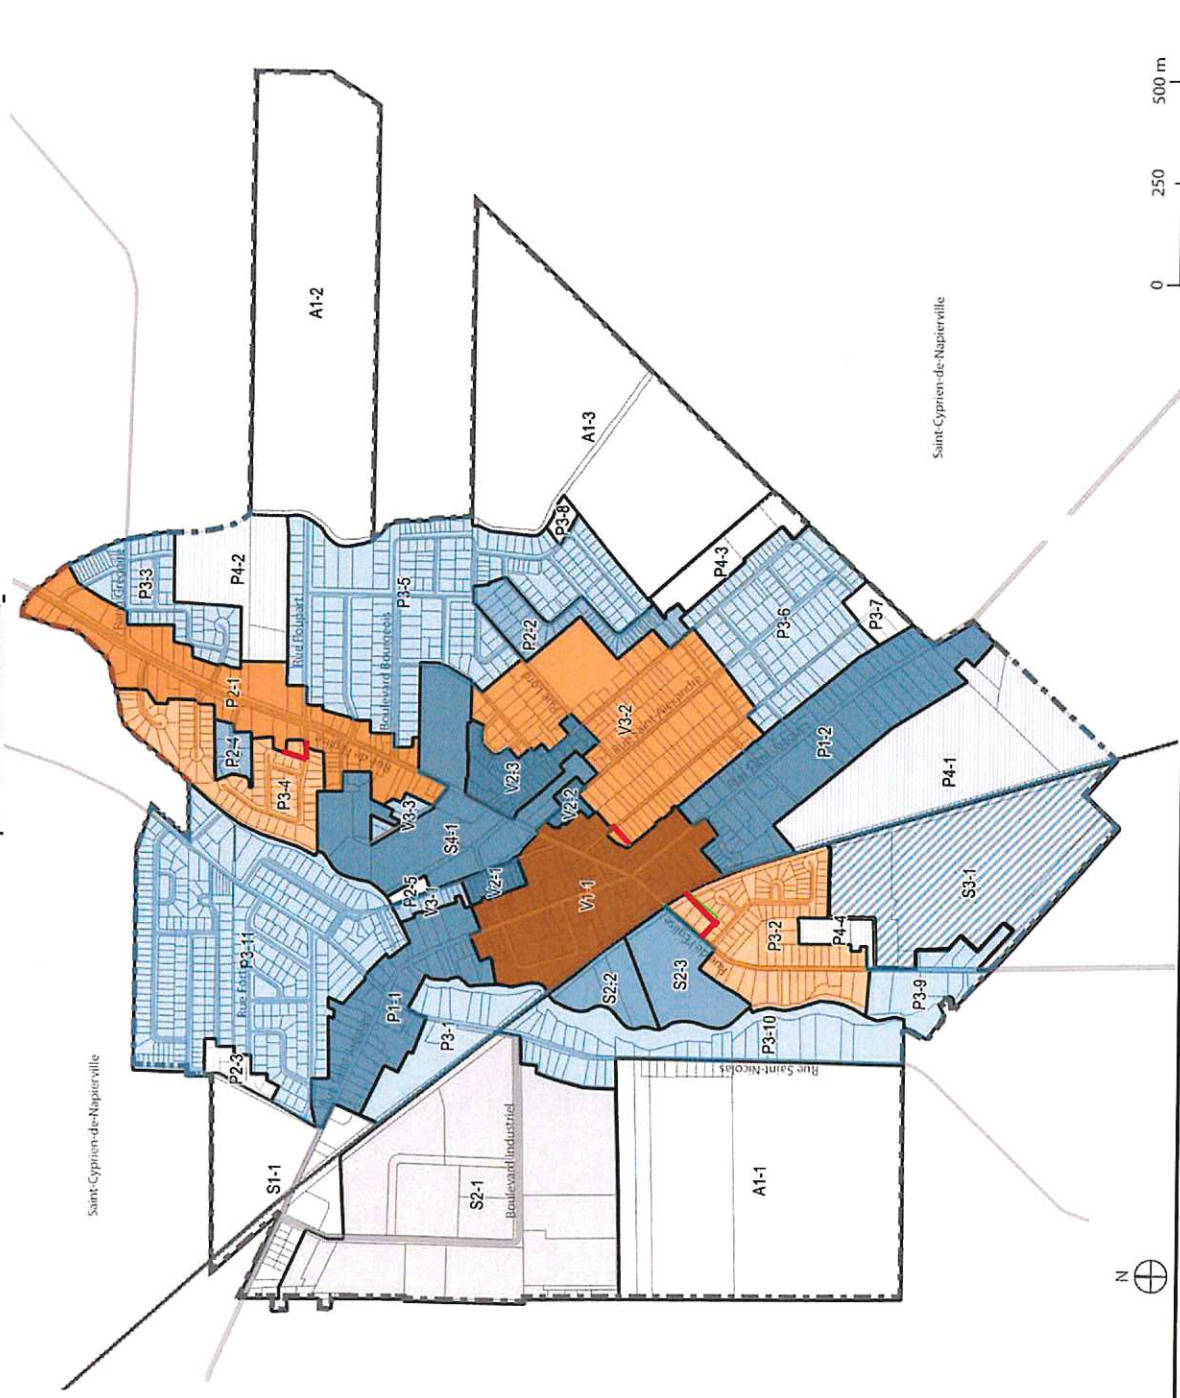 500 m
250
0
A1-2
A1-3
Saint-Cyprien-de-Napierville
P3-8
P4-3
P4-2
P3-3
P3-5
Rue Poupart
Boulevard Bourgeois
P2-2
P3-6
P3-7
P2-1
P2-4
P3-4
Rue de l'Église
V3-2
Rue Saint-Alexandre
V2-3
V2-2
V3-3
S4-1
P1-2
P4-1
P2-5
V3-1
V2-1
V1-1
S3-1
P3-11
P3-2
P4-4
P1-1
S2-2
S2-3
P3-9
P3-1
P3-10
P2-3
Rue Saint-Nicolas
Saint-Cyprien-de-Napierville
S1-1
S2-1
Boulevard Industriel
A1-1
N